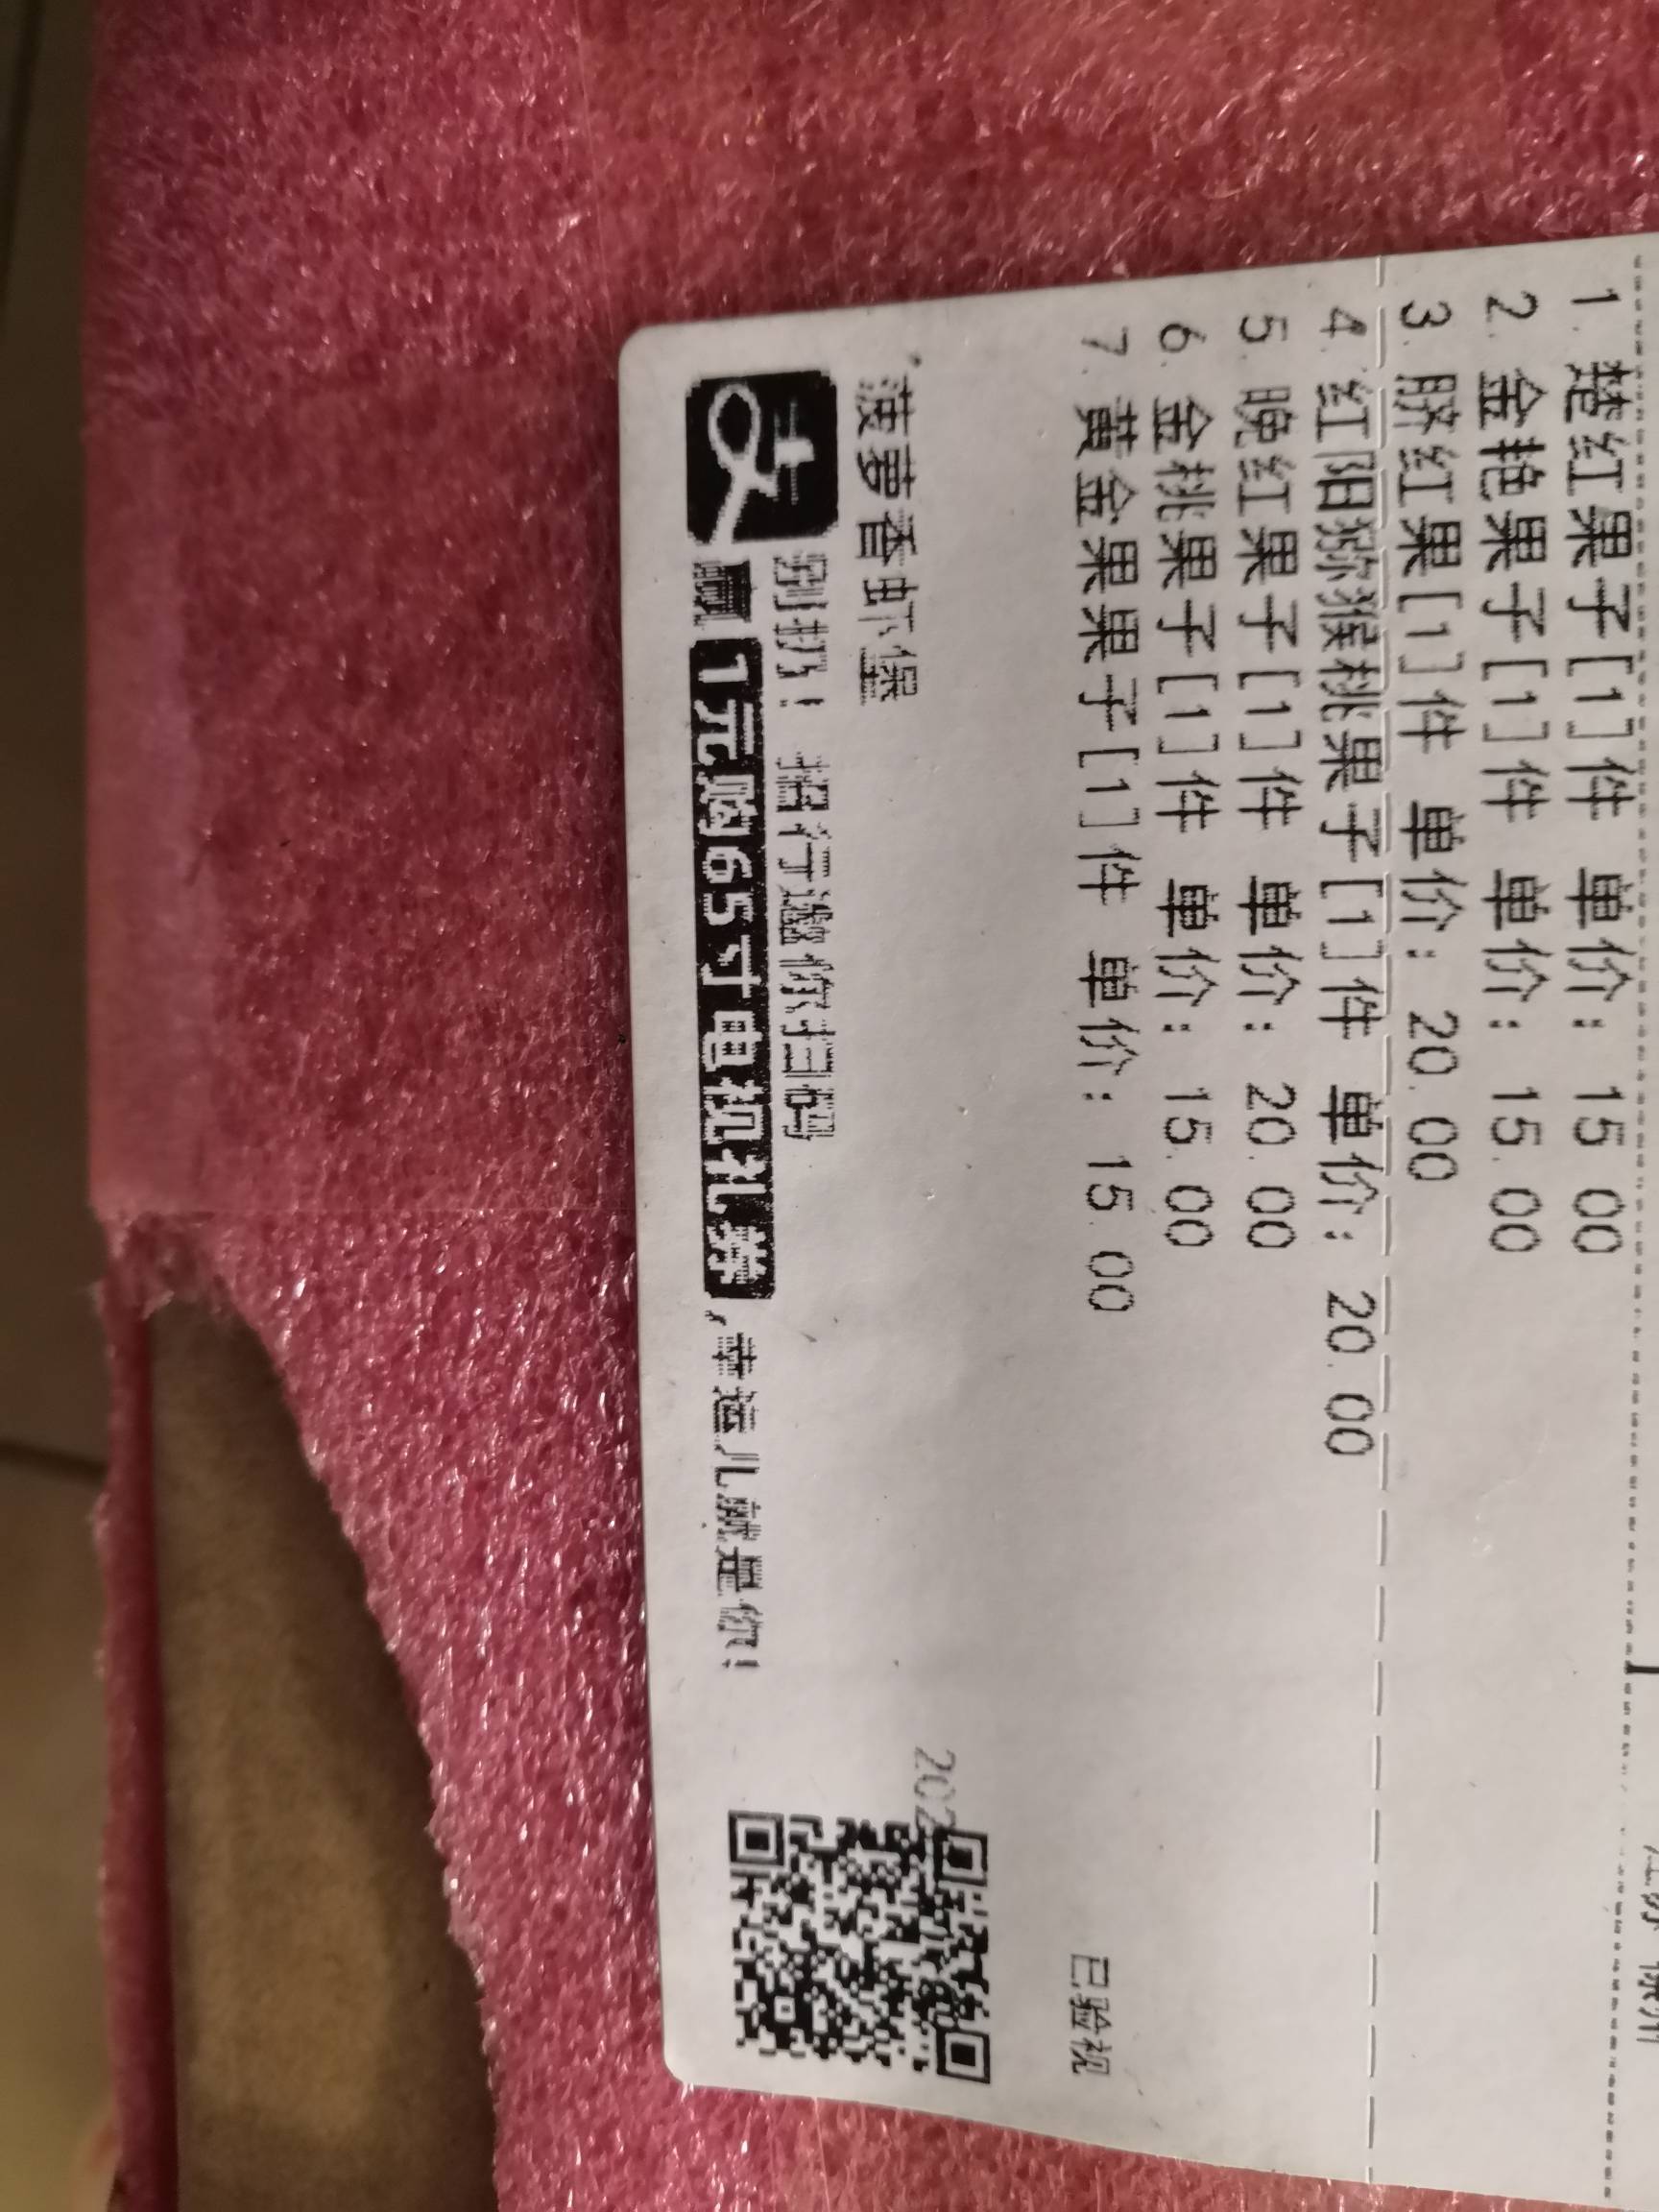 1. 楚红果子[1]件 单价: 15.00
2. 金艳果子[1]件 单价: 15.00
3. 脐红果[1]件 单价: 20.00
4. 红阳猕猴桃果子[1]件 单价: 20.00
5. 晚红果子[1]件 单价: 20.00
6. 金桃果子[1]件 单价: 15.00
7. 黄金果果子[1]件 单价: 15.00
已验视
菠萝香虾堡
202
支
别扔! 指行邀你扫码
赢1元购65寸电视礼券,幸运儿就是你!